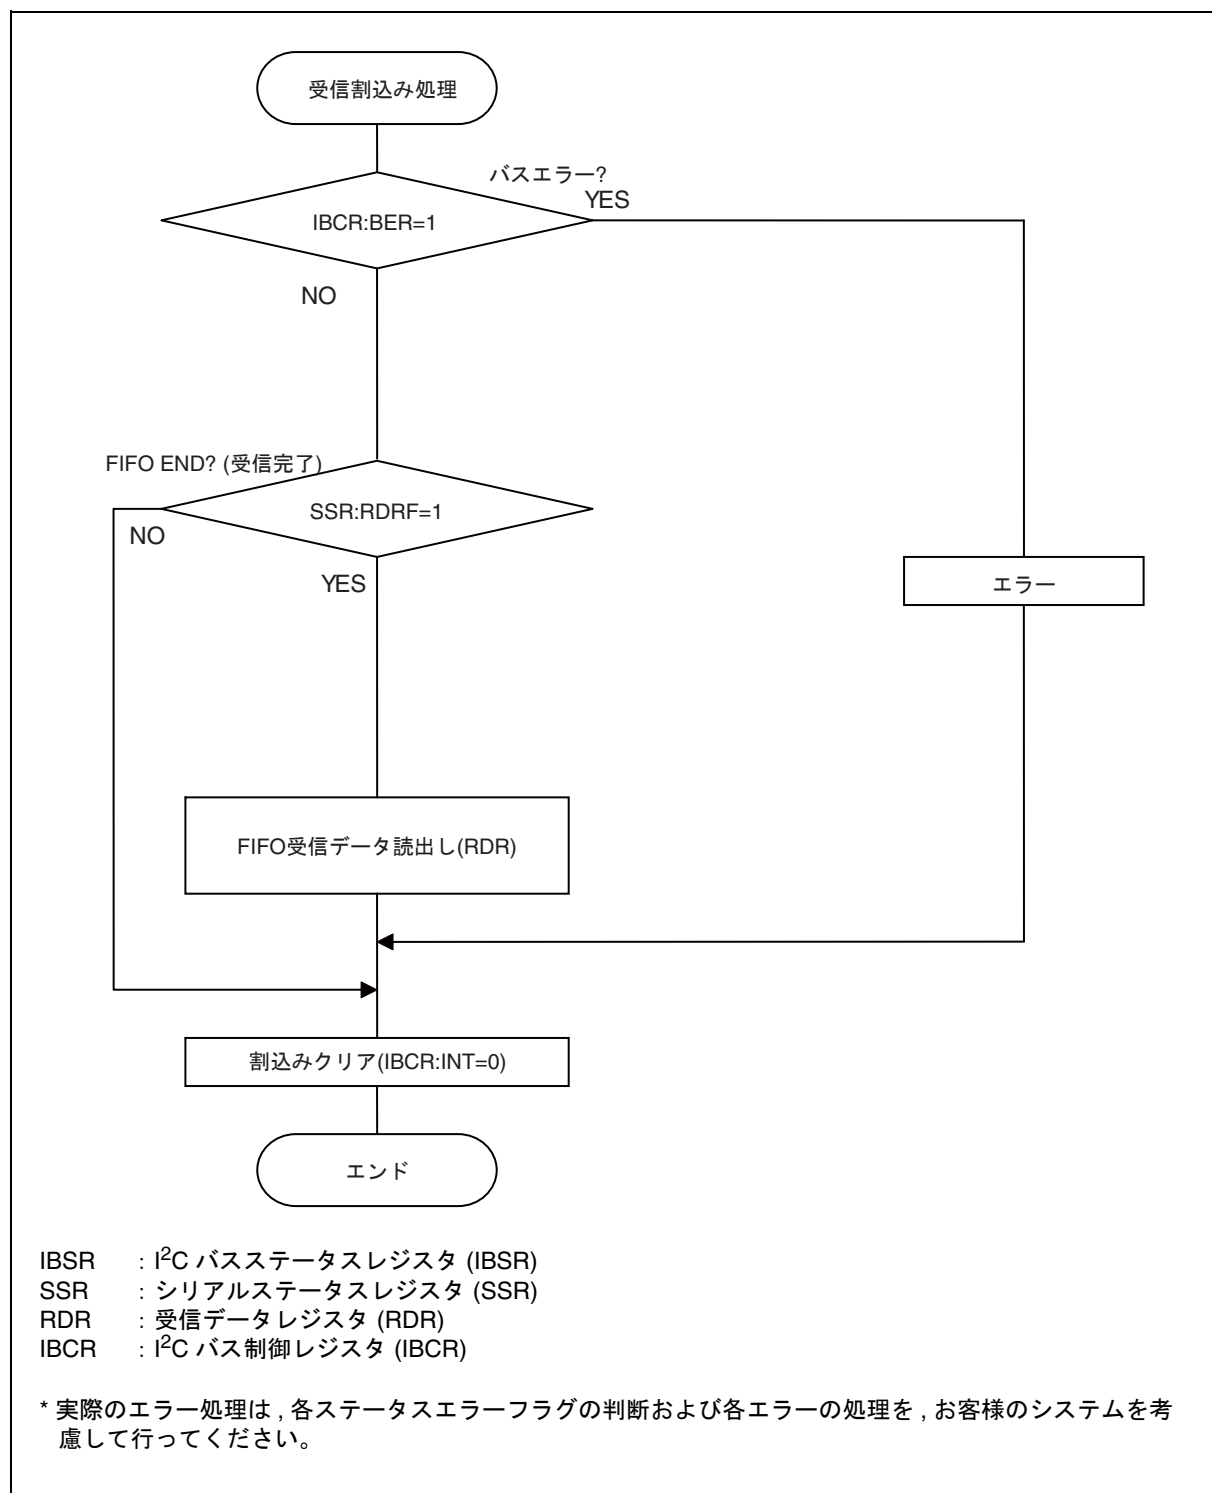 受信割込み処理
バスエラー?
YES
IBCR:BER=1
NO
FIFO END? (受信完了)
SSR:RDRF=1
NO
YES
エラー
FIFO受信データ読出し(RDR)
割込みクリア(IBCR:INT=0)
エンド
IBSR : I²C バスステータスレジスタ (IBSR)
SSR : シリアルステータスレジスタ (SSR)
RDR : 受信データレジスタ (RDR)
IBCR : I²C バス制御レジスタ (IBCR)
* 実際のエラー処理は , 各ステータスエラーフラグの判断および各エラーの処理を , お客様のシステムを考
慮して行ってください。